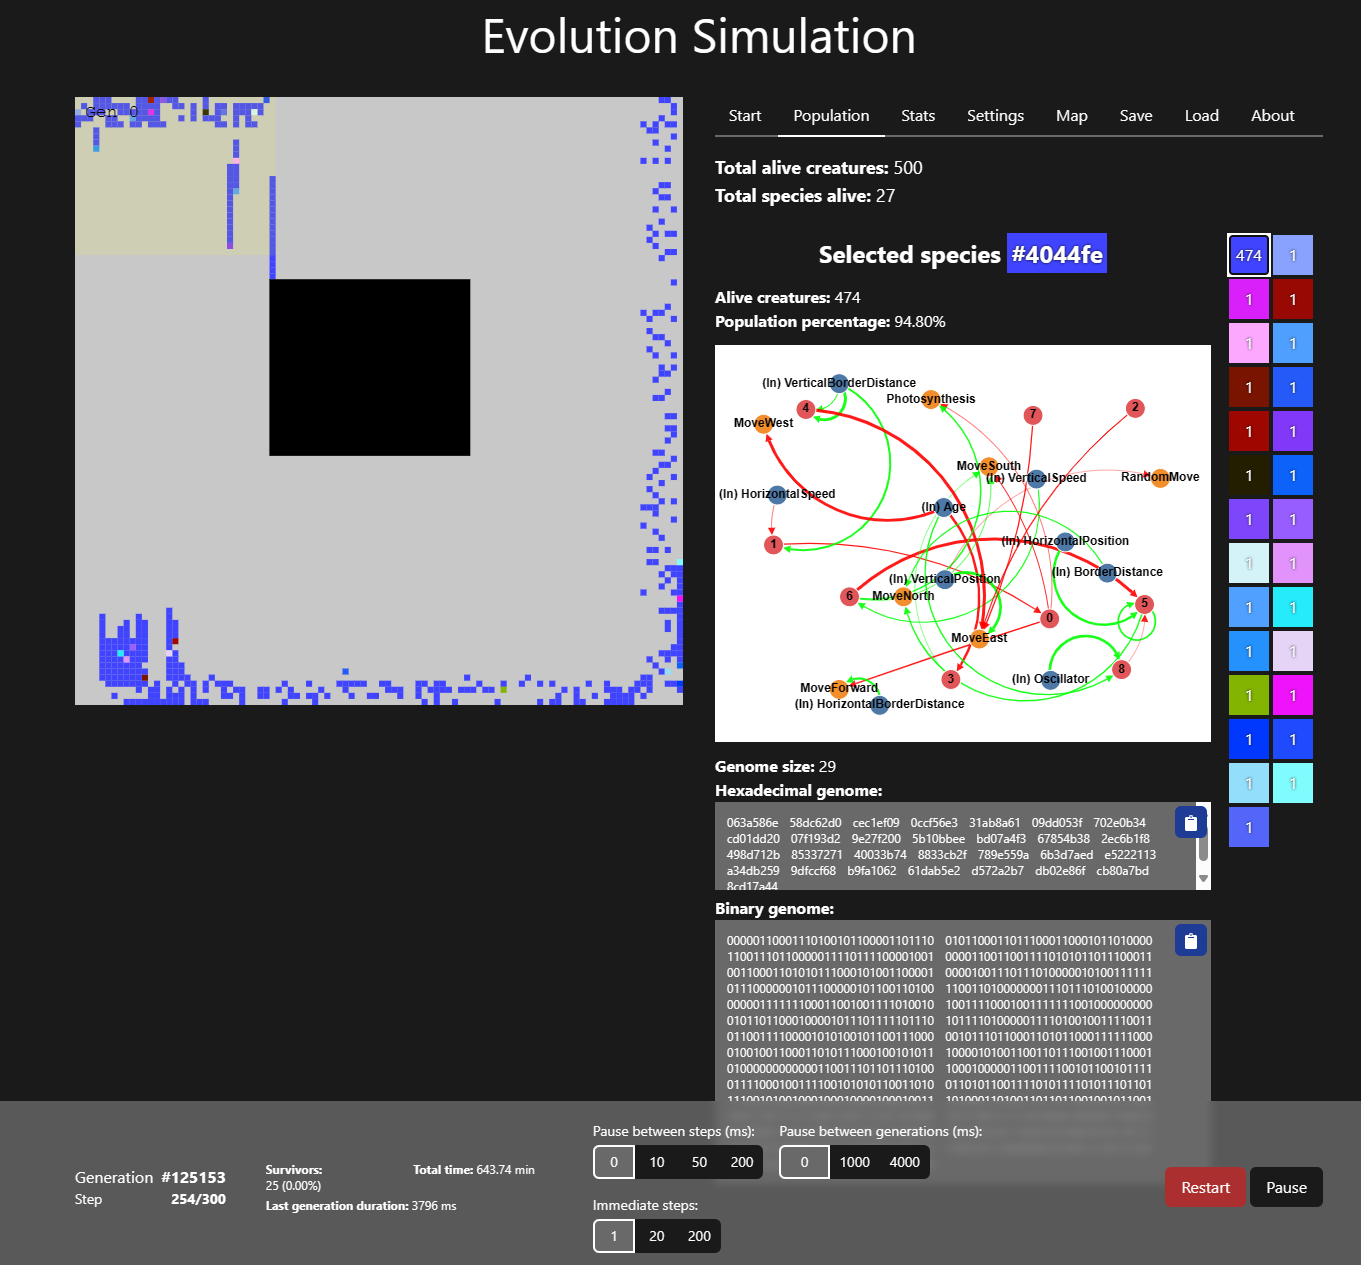 Evolution Simulation
Gen 0
Start Population Stats Settings Map Save Load About
Total alive creatures: 500
Total species alive: 27
Selected species #4044fe
Alive creatures: 474
Population percentage: 94.80%
474 1
1 1
1 1
1 1
1 1
1 1
1 1
1 1
1 1
1 1
1 1
1 1
1 1
1
(In) VerticalBorderDistance
Photosynthesis
4
7
2
MoveWest
MoveSouth
(In) VerticalSpeed
RandomMove
(In) HorizontalSpeed
(In) Age
1
(In) HorizontalPosition
(In) BorderDistance
(In) VerticalPosition
6
MoveNorth
5
0
MoveEast
8
3
(In) Oscillator
MoveForward
(In) HorizontalBorderDistance
Genome size: 29
Hexadecimal genome:
063a586e 58dc62d0 cec1ef09 0ccf56e3 31ab8a61 09dd053f 702e0b34
cd01dd20 07f193d2 9e27f200 5b10bbee bd07a4f3 67854b38 2ec6b1f8
498d712b 85337271 40033b74 8833cb2f 789e559a 6b3d7aed e5222113
a34db259 9dfccf68 b9fa1062 61dab5e2 d572a2b7 db02e86f cb80a7bd
8cd17a44
Binary genome:
00000110001110100101100001101110 01011000110111000110001011010000
11001110110000011110111100001001 00001100110011110101011011100011
00110001101010111000101001100001 00001001110111010000010100111111
01110000001011100000101100110100 11001101000000011101110100100000
00000111111100011001001111010010 10011110001001111111001000000000
01011011000100001011101111101110 10111101000001111010010011110011
01100111100001010100101100111000 00101110110001101011000111111000
01001001100011010111000100101011 10000101001100110111001001110001
01000000000000110011101101110100 10001000001100111100101100101111
01111000100111100101010110011010 01101011001111010111101011101101
11100101001000100010000100010011 10100011010011011011001001011001
Generation #125153
Step 254/300
Survivors:
25 (0.00%)
Total time: 643.74 min
Last generation duration: 3796 ms
Pause between steps (ms):
0 10 50 200
Pause between generations (ms):
0 1000 4000
Immediate steps:
1 20 200
Restart Pause